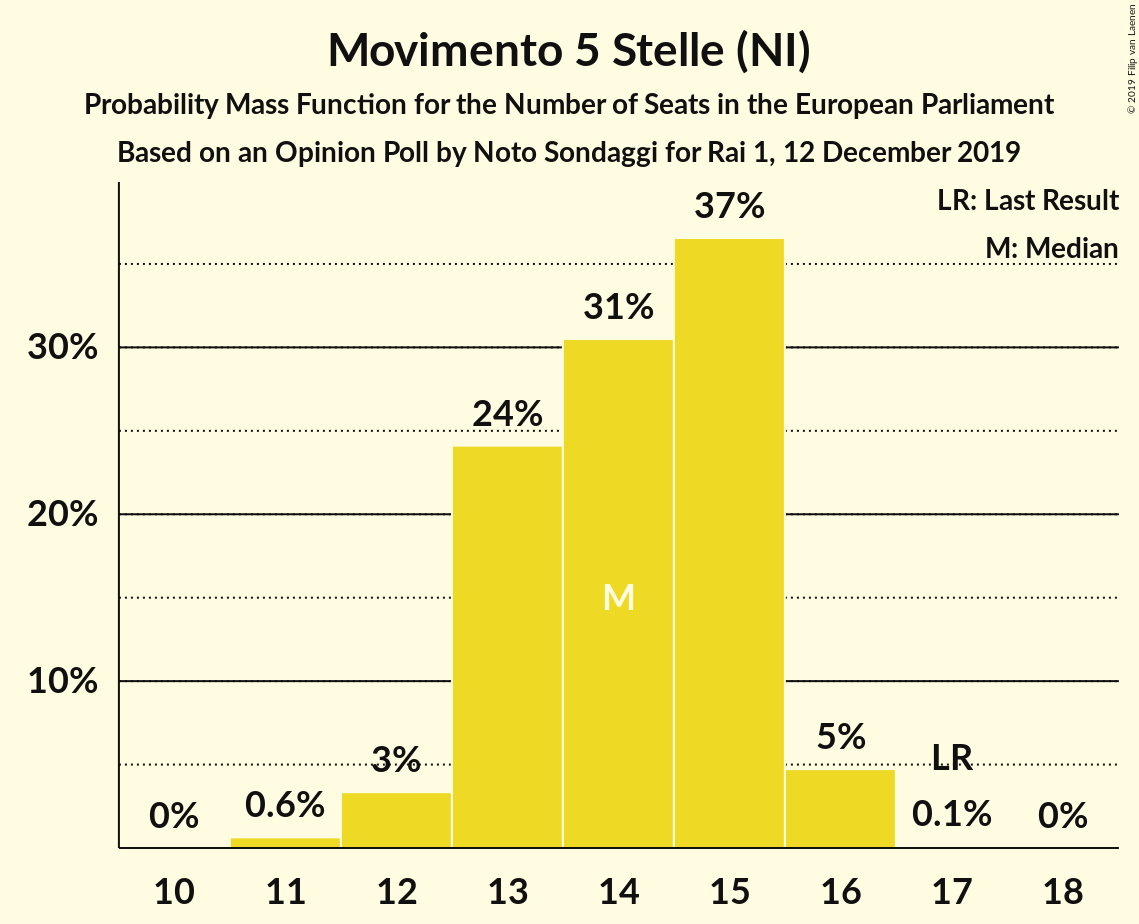 © 2019 Filip van Laenen
Movimento 5 Stelle (NI)
Probability Mass Function for the Number of Seats in the European Parliament
Based on an Opinion Poll by Noto Sondaggi for Rai 1, 12 December 2019
LR: Last Result
M: Median
37%
31%
30%
24%
20%
M
10%
5%
LR
3%
0%
0.6%
0.1%
0%
10 11 12 13 14 15 16 17 18